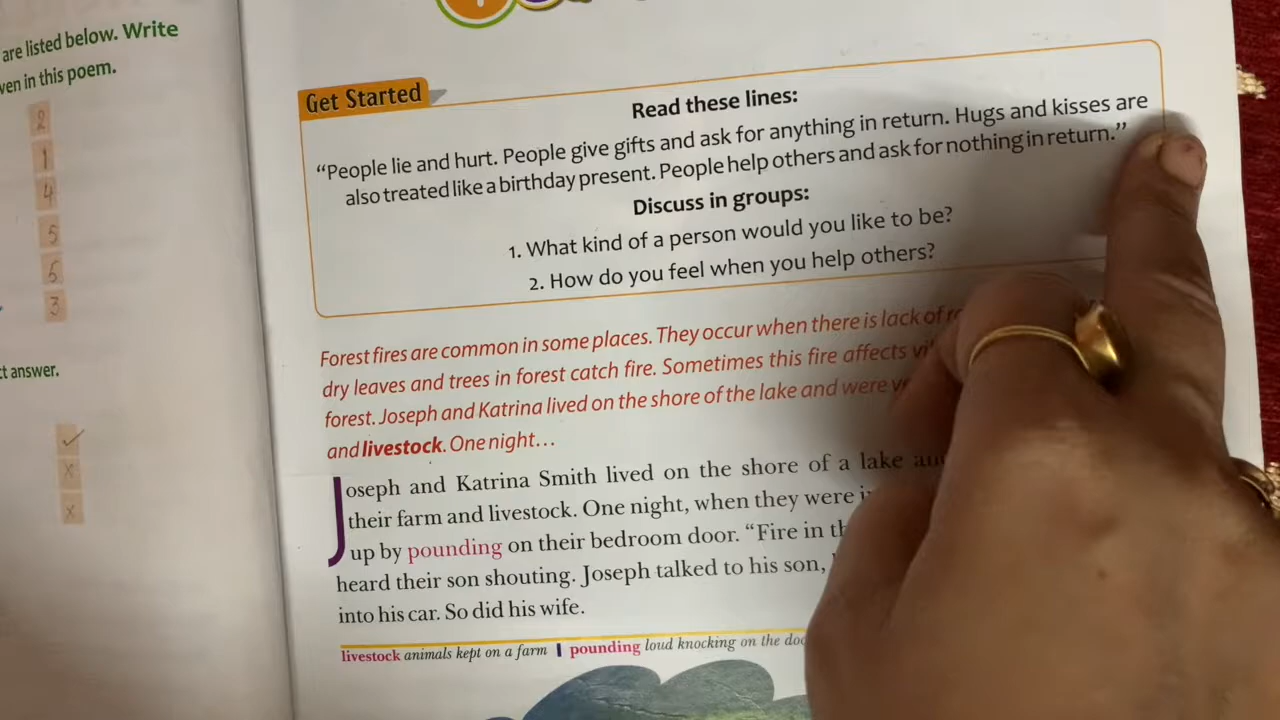 are listed below. Write
ven in this poem.
2
1
4
5
5
3
ct answer.
✓
x
x
Get Started
Read these lines:
“People lie and hurt. People give gifts and ask for anything in return. Hugs and kisses are
also treated like a birthday present. People help others and ask for nothing in return.”
Discuss in groups:
1. What kind of a person would you like to be?
2. How do you feel when you help others?
Forest fires are common in some places. They occur when there is lack of
dry leaves and trees in forest catch fire. Sometimes this fire affects
forest. Joseph and Katrina lived on the shore of the lake and were
and livestock. One night...
Joseph and Katrina Smith lived on the shore of a lake
their farm and livestock. One night, when they were
up by pounding on their bedroom door. “Fire in
heard their son shouting. Joseph talked to his son,
into his car. So did his wife.
livestock animals kept on a farm | pounding loud knocking on the